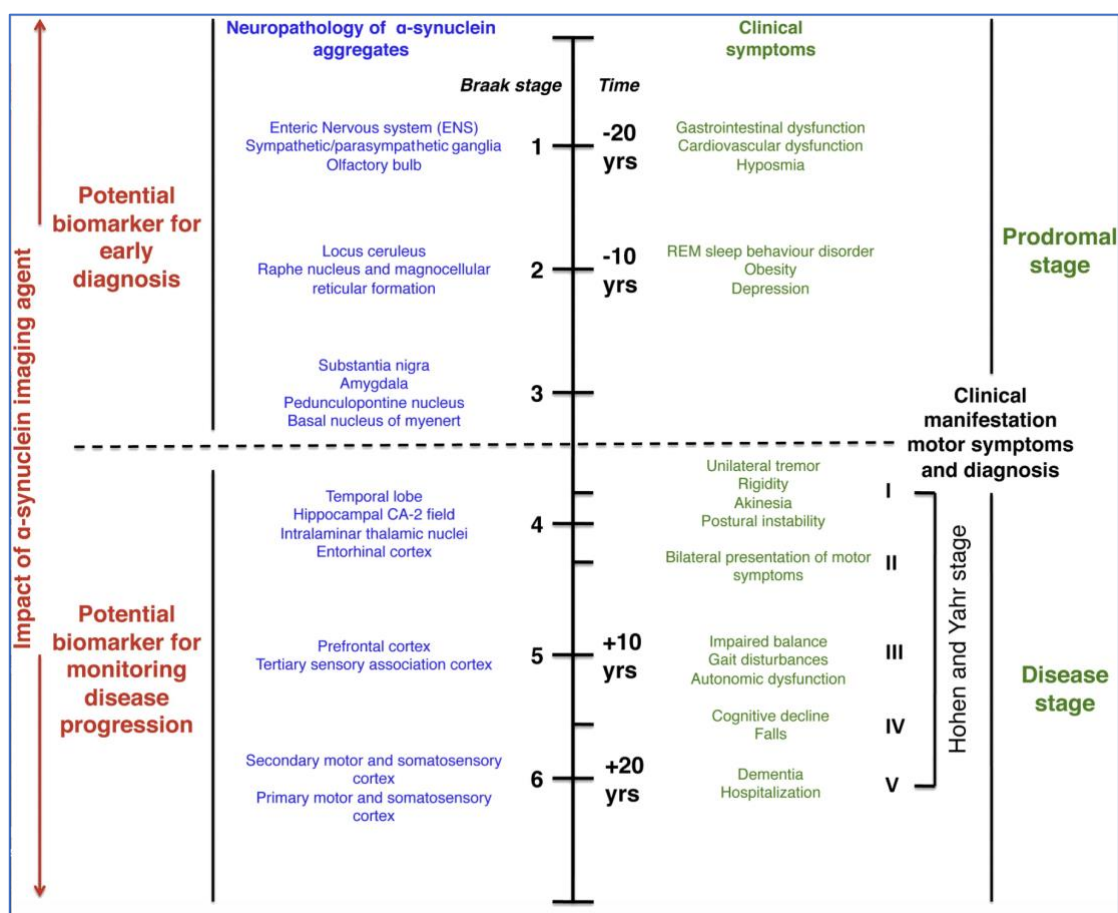 Impact of α-synuclein imaging agent
Potential
biomarker for
early
diagnosis
Potential
biomarker for
monitoring
disease
progression
Neuropathology of α-synuclein
aggregates
Braak stage
Enteric Nervous system (ENS)
Sympathetic/parasympathetic ganglia
Olfactory bulb
1
Locus ceruleus
Raphe nucleus and magnocellular
reticular formation
2
Substantia nigra
Amygdala
Pedunculopontine nucleus
Basal nucleus of myenert
3
Temporal lobe
Hippocampal CA-2 field
Intralaminar thalamic nuclei
Entorhinal cortex
4
Prefrontal cortex
Tertiary sensory association cortex
5
Secondary motor and somatosensory
cortex
Primary motor and somatosensory
cortex
6
Clinical
symptoms
Time
-20
yrs
Gastrointestinal dysfunction
Cardiovascular dysfunction
Hyposmia
-10
yrs
REM sleep behaviour disorder
Obesity
Depression
Unilateral tremor
Rigidity
Akinesia
Postural instability
I
Bilateral presentation of motor
symptoms
II
+10
yrs
Impaired balance
Gait disturbances
Autonomic dysfunction
III
Cognitive decline
Falls
IV
+20
yrs
Dementia
Hospitalization
V
Hohen and Yahr stage
Prodromal
stage
Clinical
manifestation
motor symptoms
and diagnosis
Disease
stage